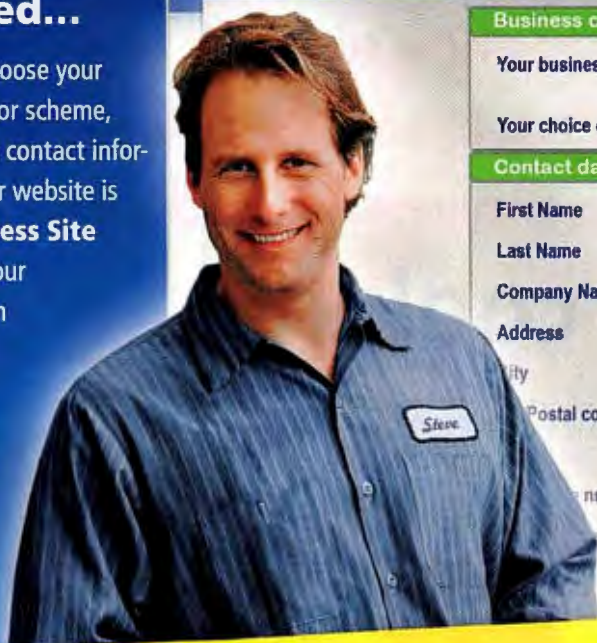 ed...
oose your
or scheme,
contact infor-
r website is
ess Site
our
Business
Your busines
Your choice
Contact da
First Name
Last Name
Company Na
Address
ity
Postal co
Steve